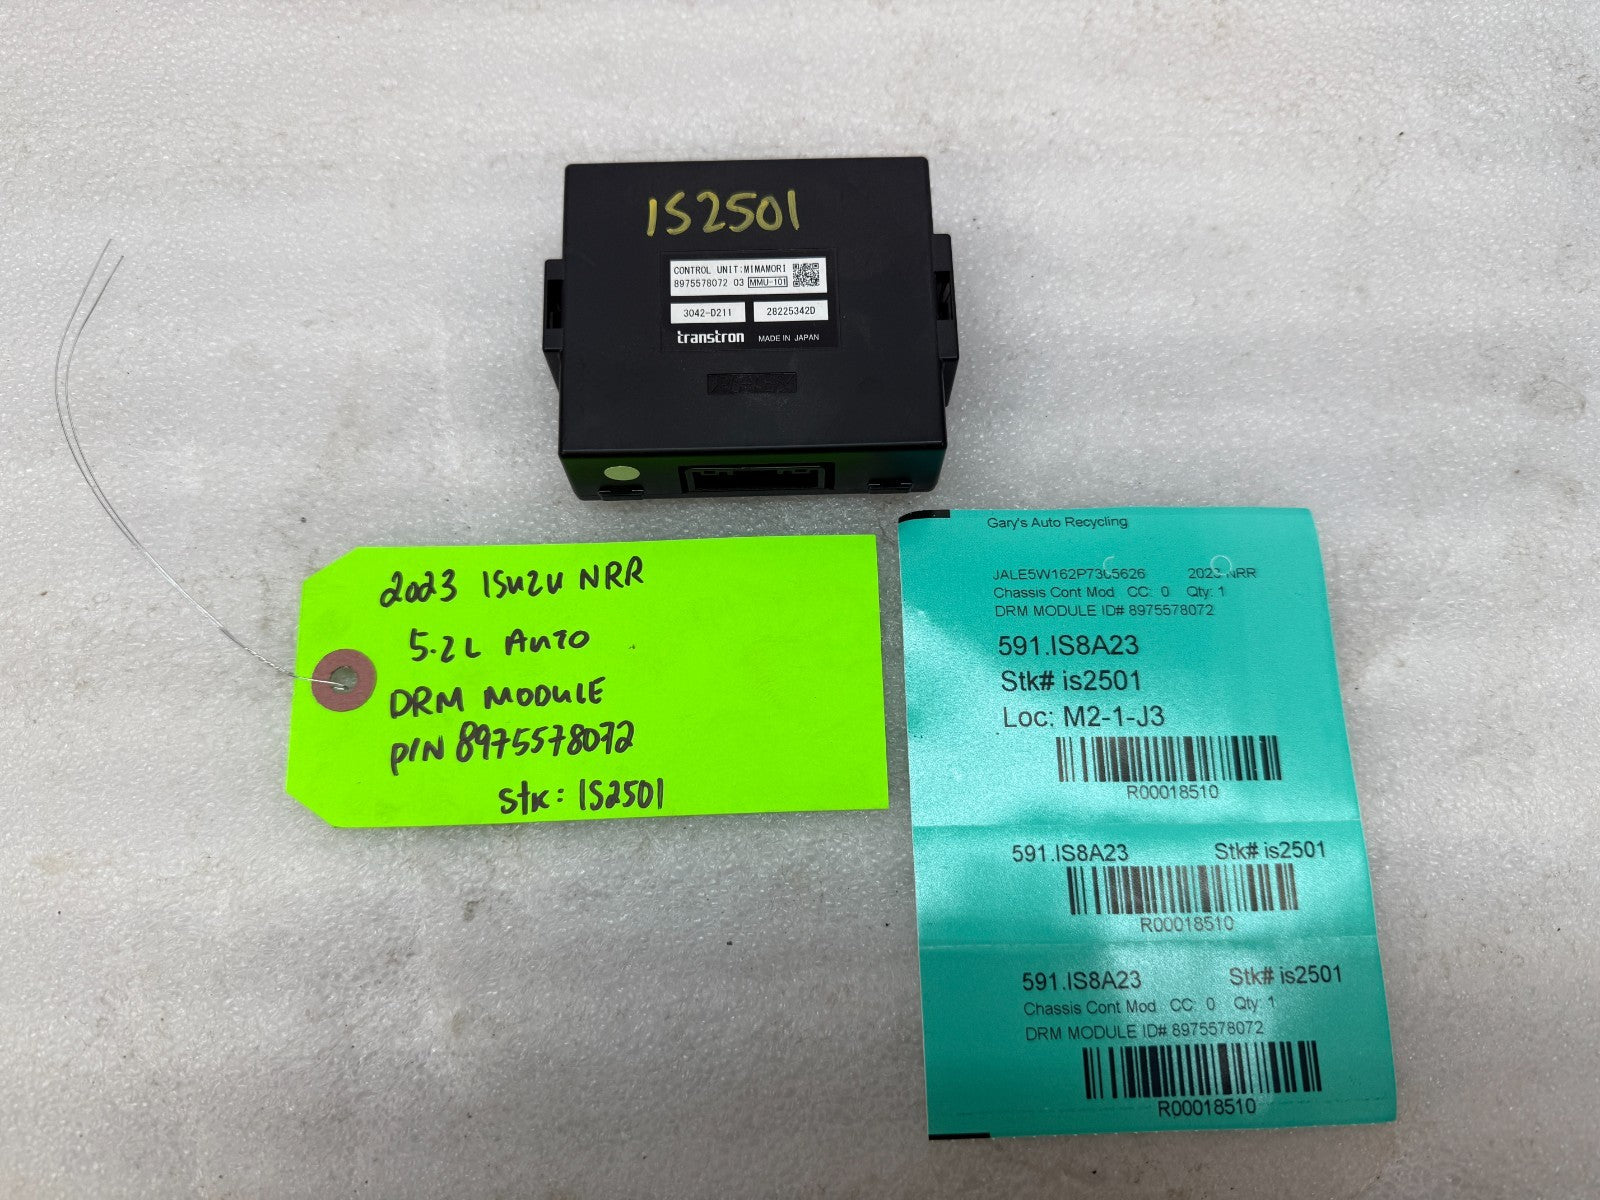 IS2501
CONTROL UNIT:MIMAMORI
8975578072 03 MMU-101
3042-D211 28225342D
transtron MADE IN JAPAN
2023 ISUZU NRR
5.2L AUTO
DRM MODULE
P/N 8975578072
Stk: IS2501
Gary's Auto Recycling
JALE5W162P7305626 2023 NRR
Chassis Cont Mod CC: 0 Qty: 1
DRM MODULE ID# 8975578072
591.IS8A23
Stk# is2501
Loc: M2-1-J3
R00018510
591.IS8A23 Stk# is2501
R00018510
591.IS8A23 Stk# is2501
Chassis Cont Mod CC: 0 Qty: 1
DRM MODULE ID# 8975578072
R00018510